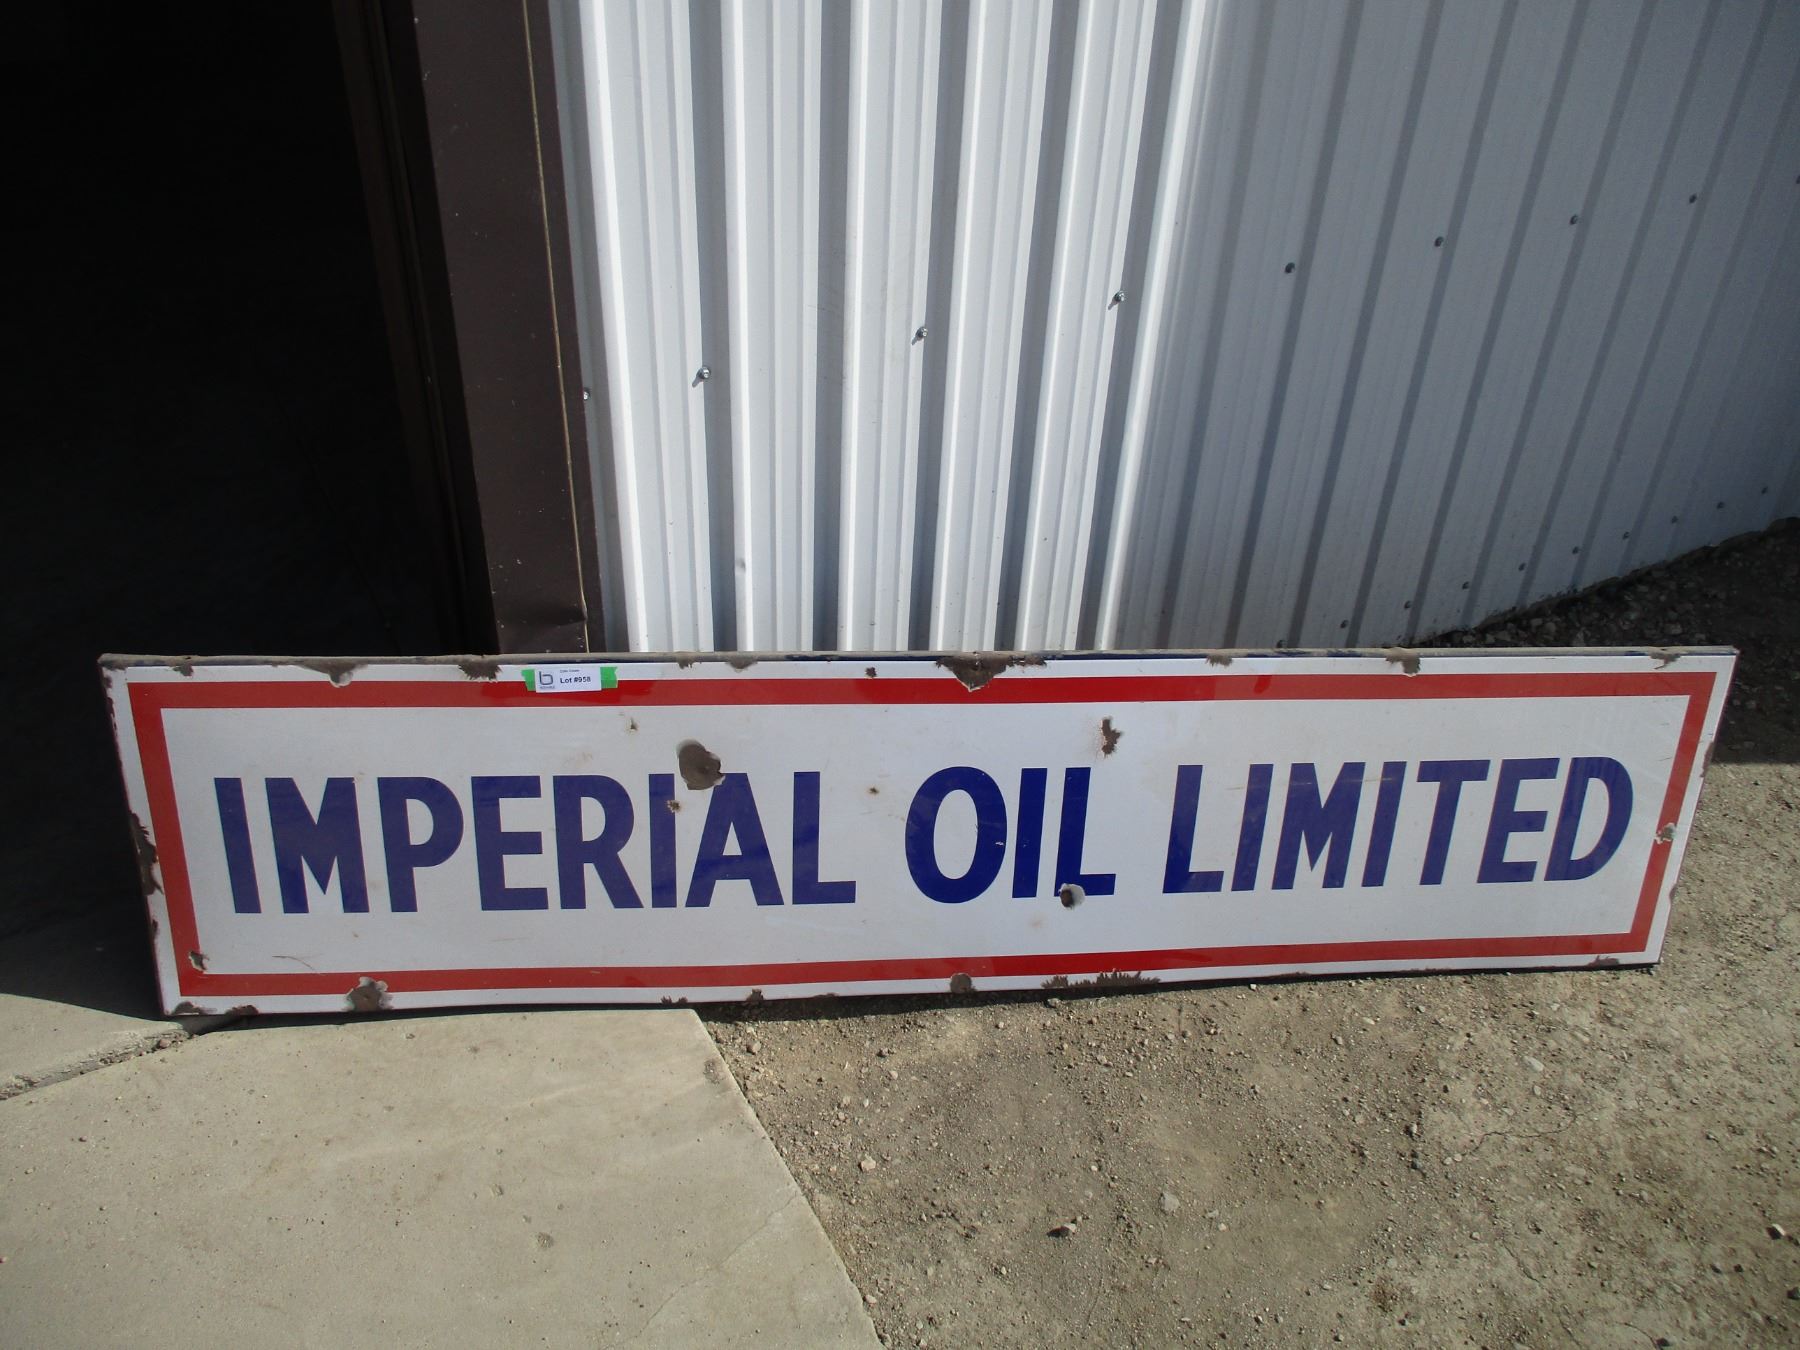 b Lot #958
IMPERIAL OIL LIMITED